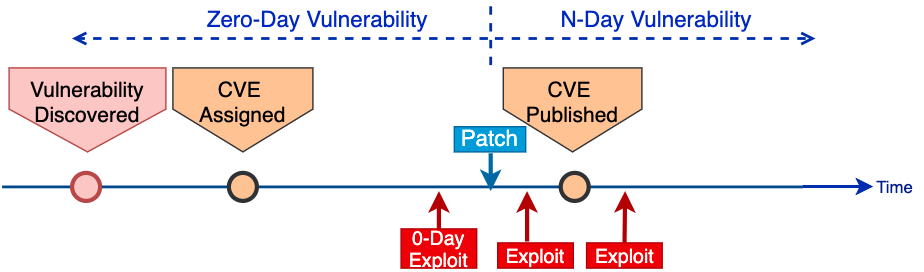 Zero-Day Vulnerability
N-Day Vulnerability
Vulnerability
Discovered
CVE
Assigned
CVE
Published
Patch
Time
0-Day
Exploit
Exploit
Exploit